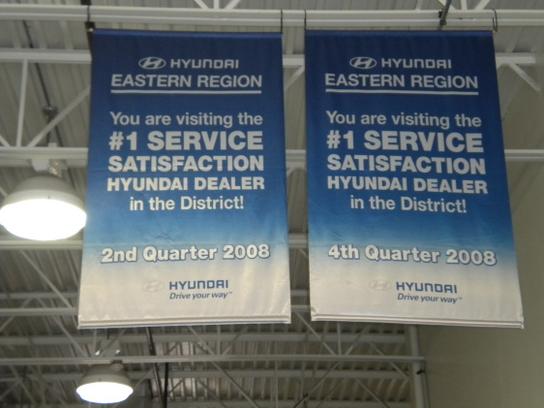 HYUNDAI
EASTERN REGION
You are visiting the
#1 SERVICE
SATISFACTION
HYUNDAI DEALER
in the District!
2nd Quarter 2008
HYUNDAI
Drive your way™
HYUNDAI
EASTERN REGION
You are visiting the
#1 SERVICE
SATISFACTION
HYUNDAI DEALER
in the District!
4th Quarter 2008
HYUNDAI
Drive your way™